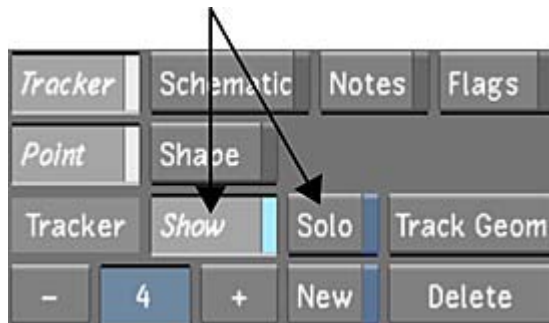 Tracker Schematic Notes Flags
Point Shape
Tracker Show Solo Track Geom
- 4 + New Delete